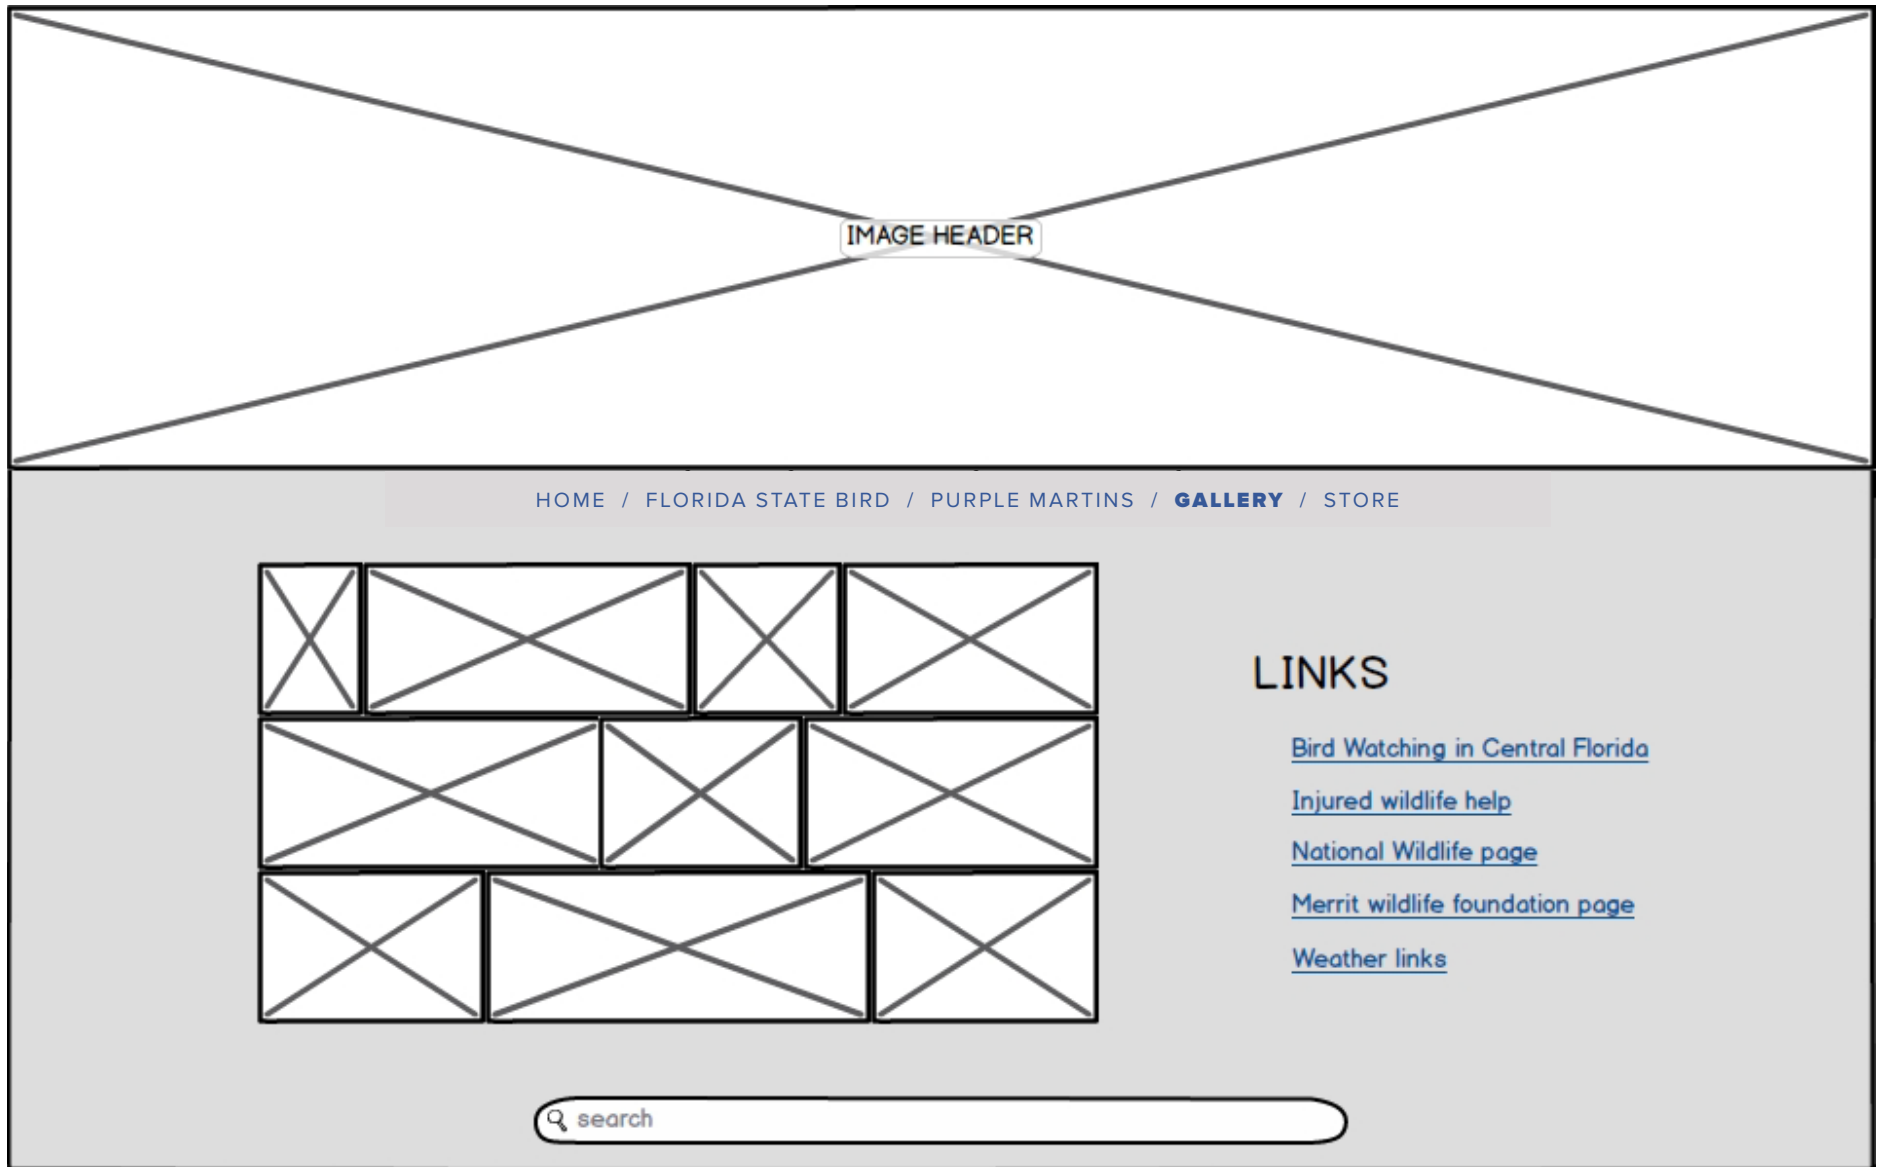 IMAGE HEADER
HOME / FLORIDA STATE BIRD / PURPLE MARTINS / GALLERY / STORE
LINKS
Bird Watching in Central Florida
Injured wildlife help
National Wildlife page
Merrit wildlife foundation page
Weather links
search